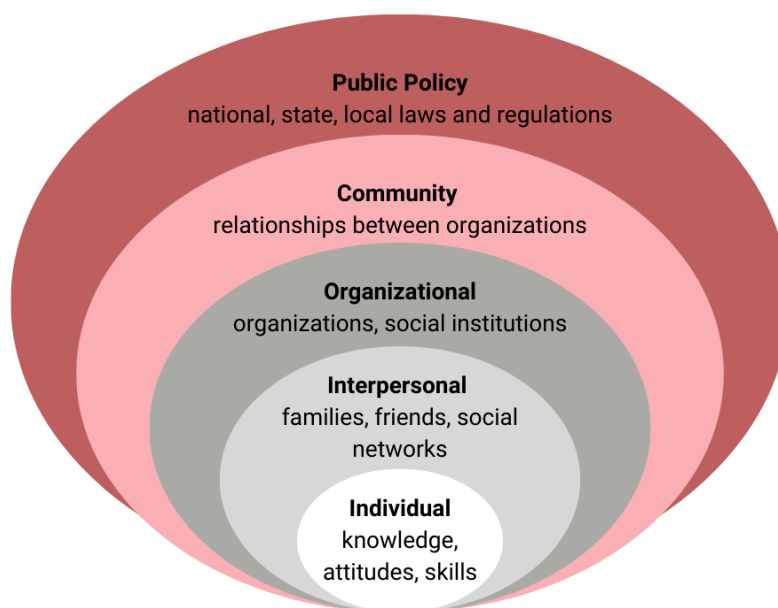 Public Policy
national, state, local laws and regulations
Community
relationships between organizations
Organizational
organizations, social institutions
Interpersonal
families, friends, social
networks
Individual
knowledge,
attitudes, skills